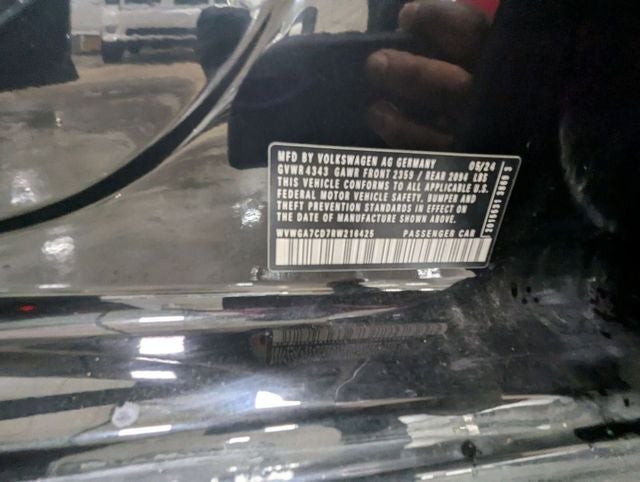 MFD BY VOLKSWAGEN AG GERMANY 05/24
GVWR 4343 GAWR FRONT 2359 / REAR 2090 LBS
THIS VEHICLE CONFORMS TO ALL APPLICABLE U.S.
FEDERAL MOTOR VEHICLE SAFETY, BUMPER AND
THEFT PREVENTION STANDARDS IN EFFECT ON
THE DATE OF MANUFACTURE SHOWN ABOVE.
WVWGA7CD7RW216425 PASSENGER CAR